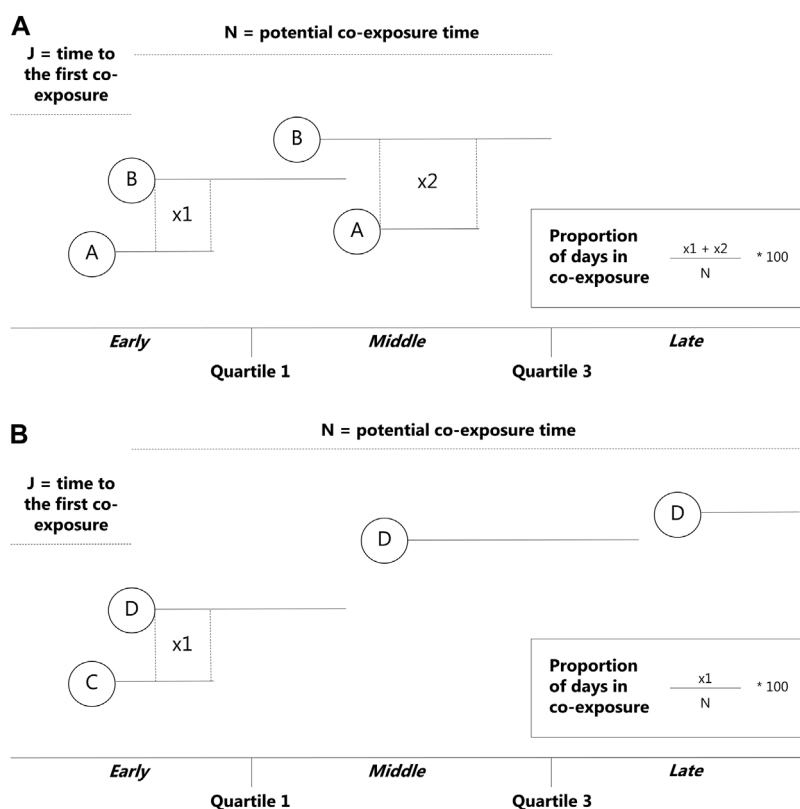 A
N = potential co-exposure time
J = time to
the first co-
exposure
B
B
x2
x1
A
A
Proportion
of days in
co-exposure
x1 + x2
N
* 100
Early
Middle
Late
Quartile 1
Quartile 3
B
N = potential co-exposure time
J = time to
the first co-
exposure
D
D
D
x1
C
Proportion
of days in
co-exposure
x1
N
* 100
Early
Middle
Late
Quartile 1
Quartile 3